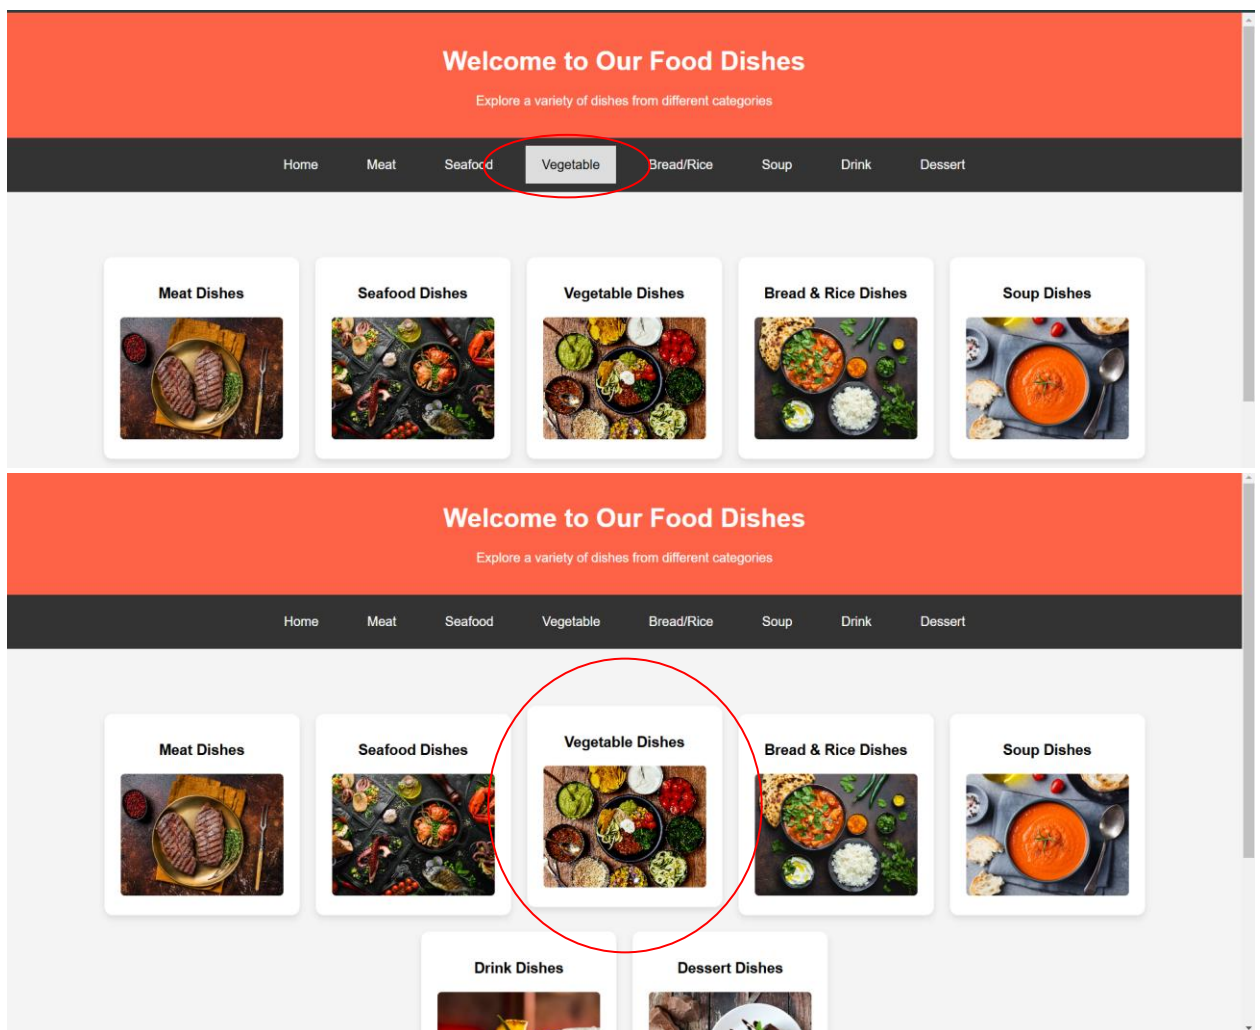 Welcome to Our Food Dishes
Explore a variety of dishes from different categories
Home Meat Seafood Vegetable Bread/Rice Soup Drink Dessert
Meat Dishes Seafood Dishes Vegetable Dishes Bread & Rice Dishes Soup Dishes
Welcome to Our Food Dishes
Explore a variety of dishes from different categories
Home Meat Seafood Vegetable Bread/Rice Soup Drink Dessert
Meat Dishes Seafood Dishes Vegetable Dishes Bread & Rice Dishes Soup Dishes
Drink Dishes Dessert Dishes